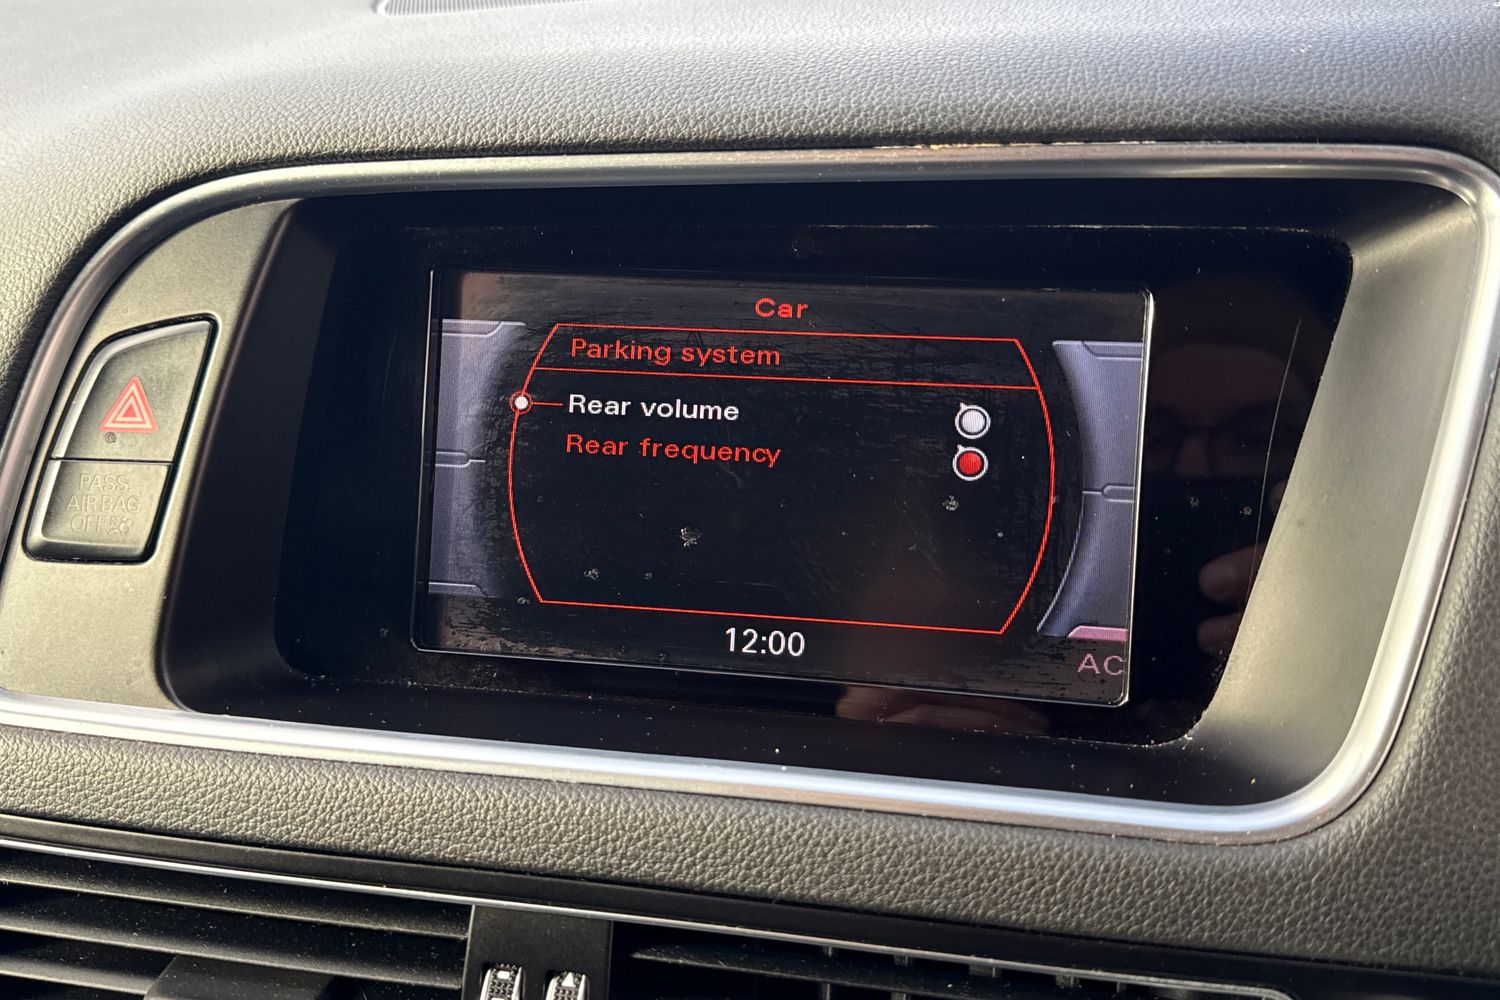 Car
Parking system
Rear volume
Rear frequency
12:00
AC
PASS.
AIR BAG
OFF